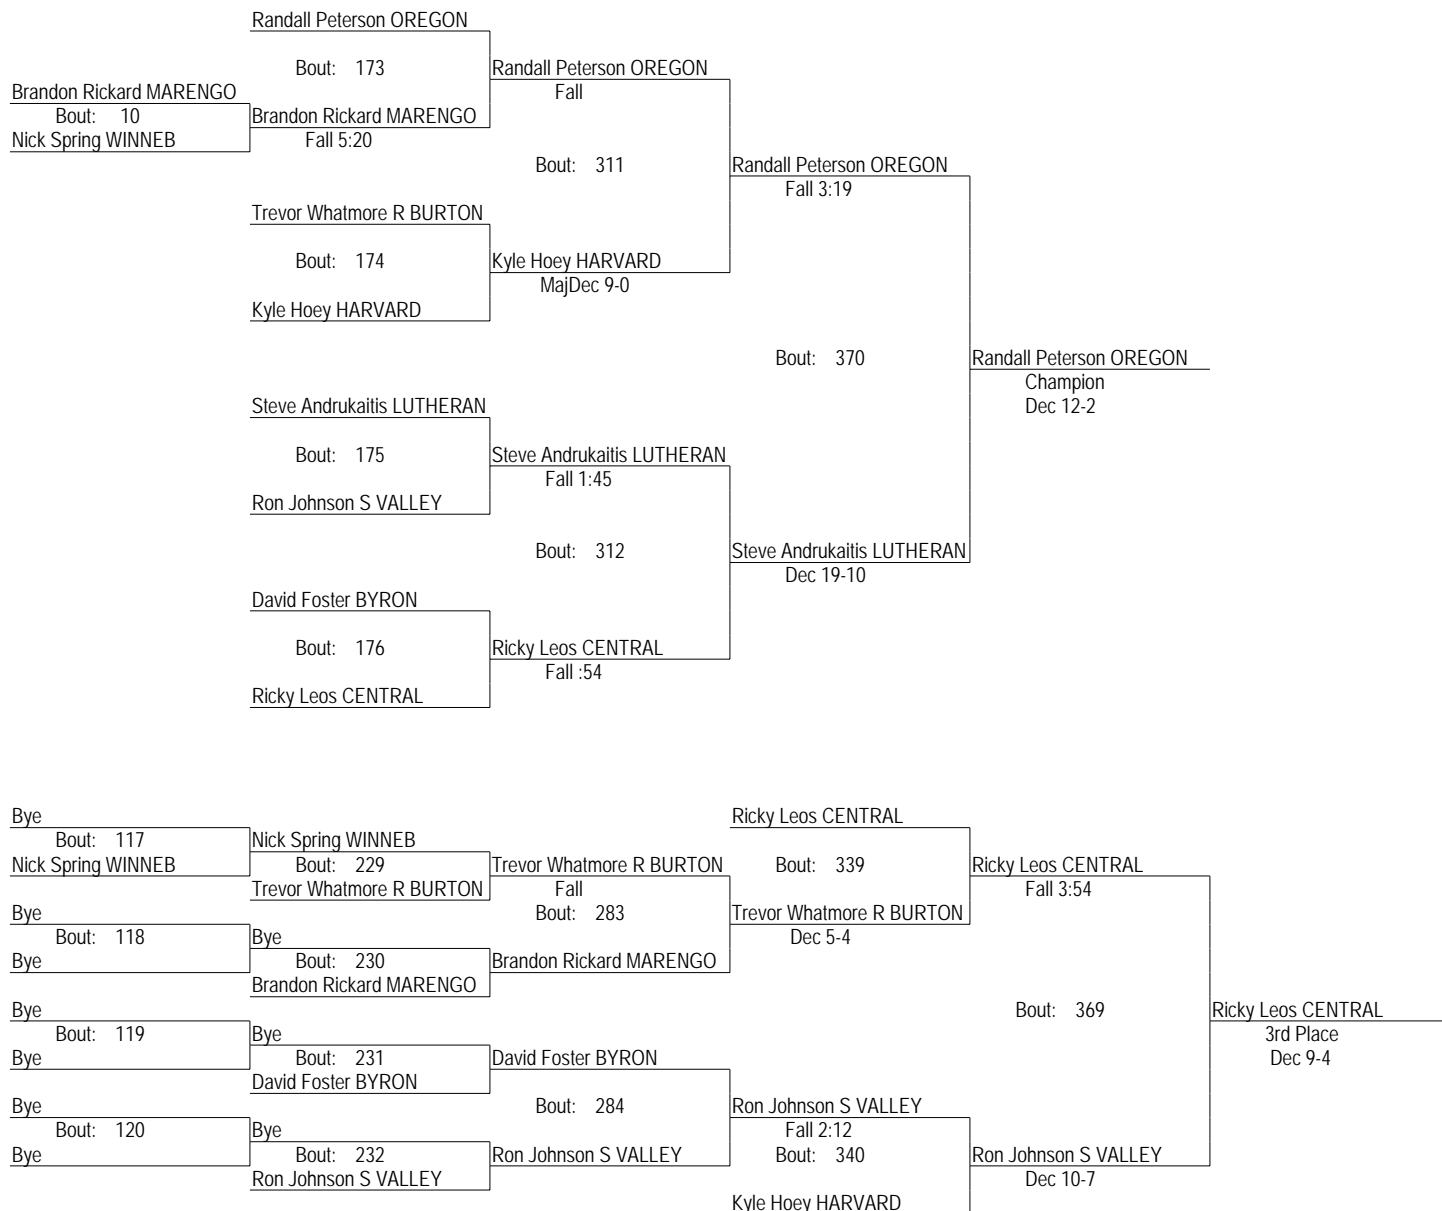 Randall Peterson OREGON
Bout: 173
Randall Peterson OREGON
Brandon Rickard MARENGO
Fall
Bout: 10
Brandon Rickard MARENGO
Nick Spring WINNEB
Fall 5:20
Bout: 311
Randall Peterson OREGON
Fall 3:19
Trevor Whatmore R BURTON
Bout: 174
Kyle Hoey HARVARD
MajDec 9-0
Kyle Hoey HARVARD
Bout: 370
Randall Peterson OREGON
Champion
Dec 12-2
Steve Andrukaitis LUTHERAN
Bout: 175
Steve Andrukaitis LUTHERAN
Fall 1:45
Ron Johnson S VALLEY
Bout: 312
Steve Andrukaitis LUTHERAN
Dec 19-10
David Foster BYRON
Bout: 176
Ricky Leos CENTRAL
Fall :54
Ricky Leos CENTRAL
Bye
Ricky Leos CENTRAL
Bout: 117
Nick Spring WINNEB
Nick Spring WINNEB
Bout: 229
Trevor Whatmore R BURTON
Bout: 339
Ricky Leos CENTRAL
Trevor Whatmore R BURTON
Fall
Fall 3:54
Bye
Bout: 283
Trevor Whatmore R BURTON
Bout: 118
Bye
Dec 5-4
Bye
Bout: 230
Brandon Rickard MARENGO
Brandon Rickard MARENGO
Bye
Bout: 369
Ricky Leos CENTRAL
Bout: 119
Bye
3rd Place
Bye
Bout: 231
David Foster BYRON
Dec 9-4
David Foster BYRON
Bye
Bout: 284
Ron Johnson S VALLEY
Bout: 120
Bye
Fall 2:12
Bye
Bout: 232
Ron Johnson S VALLEY
Bout: 340
Ron Johnson S VALLEY
Ron Johnson S VALLEY
Dec 10-7
Kyle Hoey HARVARD